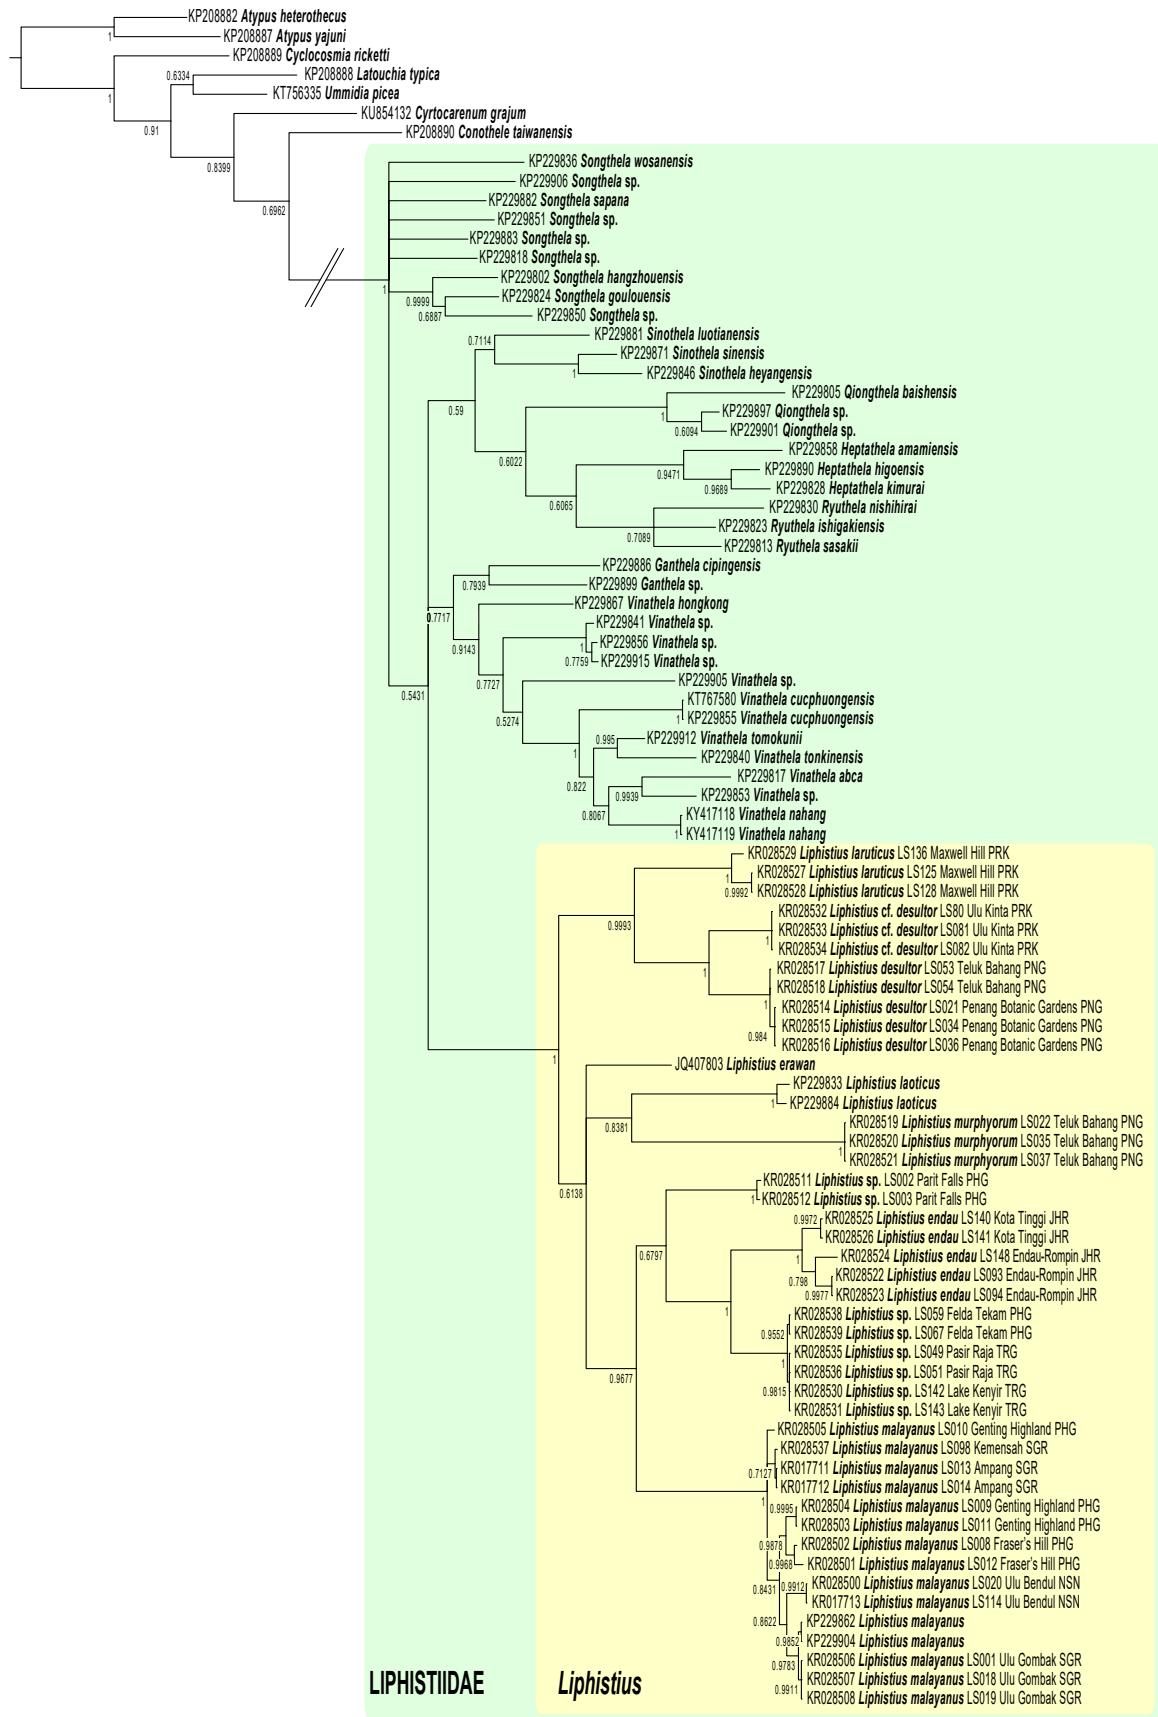 KP208882 Atypus heterothecus
1
KP208887 Atypus yajuni
KP208889 Cyclocosmia ricketti
KP208888 Latouchia typica
0.6334
1
KT756335 Ummidia picea
KU854132 Cyrtocarenum grajum
0.91
KP208890 Conothele taiwanensis
KP229836 Songthela wosanensis
0.8399
KP229906 Songthela sp.
KP229882 Songthela sapana
0.6962
KP229851 Songthela sp.
KP229883 Songthela sp.
KP229818 Songthela sp.
KP229802 Songthela hangzhouensis
1
KP229824 Songthela goulouensis
0.9999
KP229850 Songthela sp.
0.6887
KP229881 Sinothela luotianensis
0.7114
KP229871 Sinothela sinensis
1
KP229846 Sinothela heyangensis
KP229805 Qiongthela baishensis
0.59
KP229897 Qiongthela sp.
1
KP229901 Qiongthela sp.
0.6094
KP229858 Heptathela amamiensis
0.6022
KP229890 Heptathela higoensis
0.9471
KP229828 Heptathela kimurai
0.9689
KP229830 Ryuthela nishihirai
0.6065
KP229823 Ryuthela ishigakiensis
0.7089
KP229813 Ryuthela sasakii
KP229886 Ganthela cipingensis
KP229899 Ganthela sp.
0.7939
KP229867 Vinathela hongkong
0.7717
KP229841 Vinathela sp.
KP229856 Vinathela sp.
0.9143
1
KP229915 Vinathela sp.
0.7759
KP229905 Vinathela sp.
0.7727
0.5431
KT767580 Vinathela cucphuongensis
KP229855 Vinathela cucphuongensis
1
0.5274
KP229912 Vinathela tomokunii
0.995
KP229840 Vinathela tonkinensis
1
KP229817 Vinathela abca
0.822
KP229853 Vinathela sp.
0.9939
KY417118 Vinathela nahang
0.8067
KY417119 Vinathela nahang
1
KR028529 Liphistius laruticus LS136 Maxwell Hill PRK
KR028527 Liphistius laruticus LS125 Maxwell Hill PRK
1
KR028528 Liphistius laruticus LS128 Maxwell Hill PRK
0.9992
KR028532 Liphistius cf. desultor LS80 Ulu Kinta PRK
0.9993
KR028533 Liphistius cf. desultor LS081 Ulu Kinta PRK
1
KR028534 Liphistius cf. desultor LS082 Ulu Kinta PRK
KR028517 Liphistius desultor LS053 Teluk Bahang PNG
1
KR028518 Liphistius desultor LS054 Teluk Bahang PNG
KR028514 Liphistius desultor LS021 Penang Botanic Gardens PNG
1
KR028515 Liphistius desultor LS034 Penang Botanic Gardens PNG
0.984
KR028516 Liphistius desultor LS036 Penang Botanic Gardens PNG
1
JQ407803 Liphistius erawan
KP229833 Liphistius laoticus
KP229884 Liphistius laoticus
1
KR028519 Liphistius murphyorum LS022 Teluk Bahang PNG
0.8381
KR028520 Liphistius murphyorum LS035 Teluk Bahang PNG
1
KR028521 Liphistius murphyorum LS037 Teluk Bahang PNG
KR028511 Liphistius sp. LS002 Parit Falls PHG
0.6138
KR028512 Liphistius sp. LS003 Parit Falls PHG
1
KR028525 Liphistius endau LS140 Kota Tinggi JHR
0.9972
KR028526 Liphistius endau LS141 Kota Tinggi JHR
0.6797
KR028524 Liphistius endau LS148 Endau-Rompin JHR
1
KR028522 Liphistius endau LS093 Endau-Rompin JHR
0.798
KR028523 Liphistius endau LS094 Endau-Rompin JHR
0.9977
1
KR028538 Liphistius sp. LS059 Felda Tekam PHG
0.9552
KR028539 Liphistius sp. LS067 Felda Tekam PHG
KR028535 Liphistius sp. LS049 Pasir Raja TRG
1
KR028536 Liphistius sp. LS051 Pasir Raja TRG
0.9677
KR028530 Liphistius sp. LS142 Lake Kenyir TRG
0.9815
KR028531 Liphistius sp. LS143 Lake Kenyir TRG
KR028505 Liphistius malayanus LS010 Genting Highland PHG
KR028537 Liphistius malayanus LS098 Kemensah SGR
KR017711 Liphistius malayanus LS013 Ampang SGR
0.7127
KR017712 Liphistius malayanus LS014 Ampang SGR
1
KR028504 Liphistius malayanus LS009 Genting Highland PHG
0.9995
KR028503 Liphistius malayanus LS011 Genting Highland PHG
KR028502 Liphistius malayanus LS008 Fraser's Hill PHG
0.9878
KR028501 Liphistius malayanus LS012 Fraser's Hill PHG
0.9968
KR028500 Liphistius malayanus LS020 Ulu Bendul NSN
0.8431
0.9912
KR017713 Liphistius malayanus LS114 Ulu Bendul NSN
KP229862 Liphistius malayanus
0.8622
KP229904 Liphistius malayanus
0.9852
KR028506 Liphistius malayanus LS001 Ulu Gombak SGR
0.9783
KR028507 Liphistius malayanus LS018 Ulu Gombak SGR
0.9911
KR028508 Liphistius malayanus LS019 Ulu Gombak SGR
LIPHISTIIDAE
Liphistius